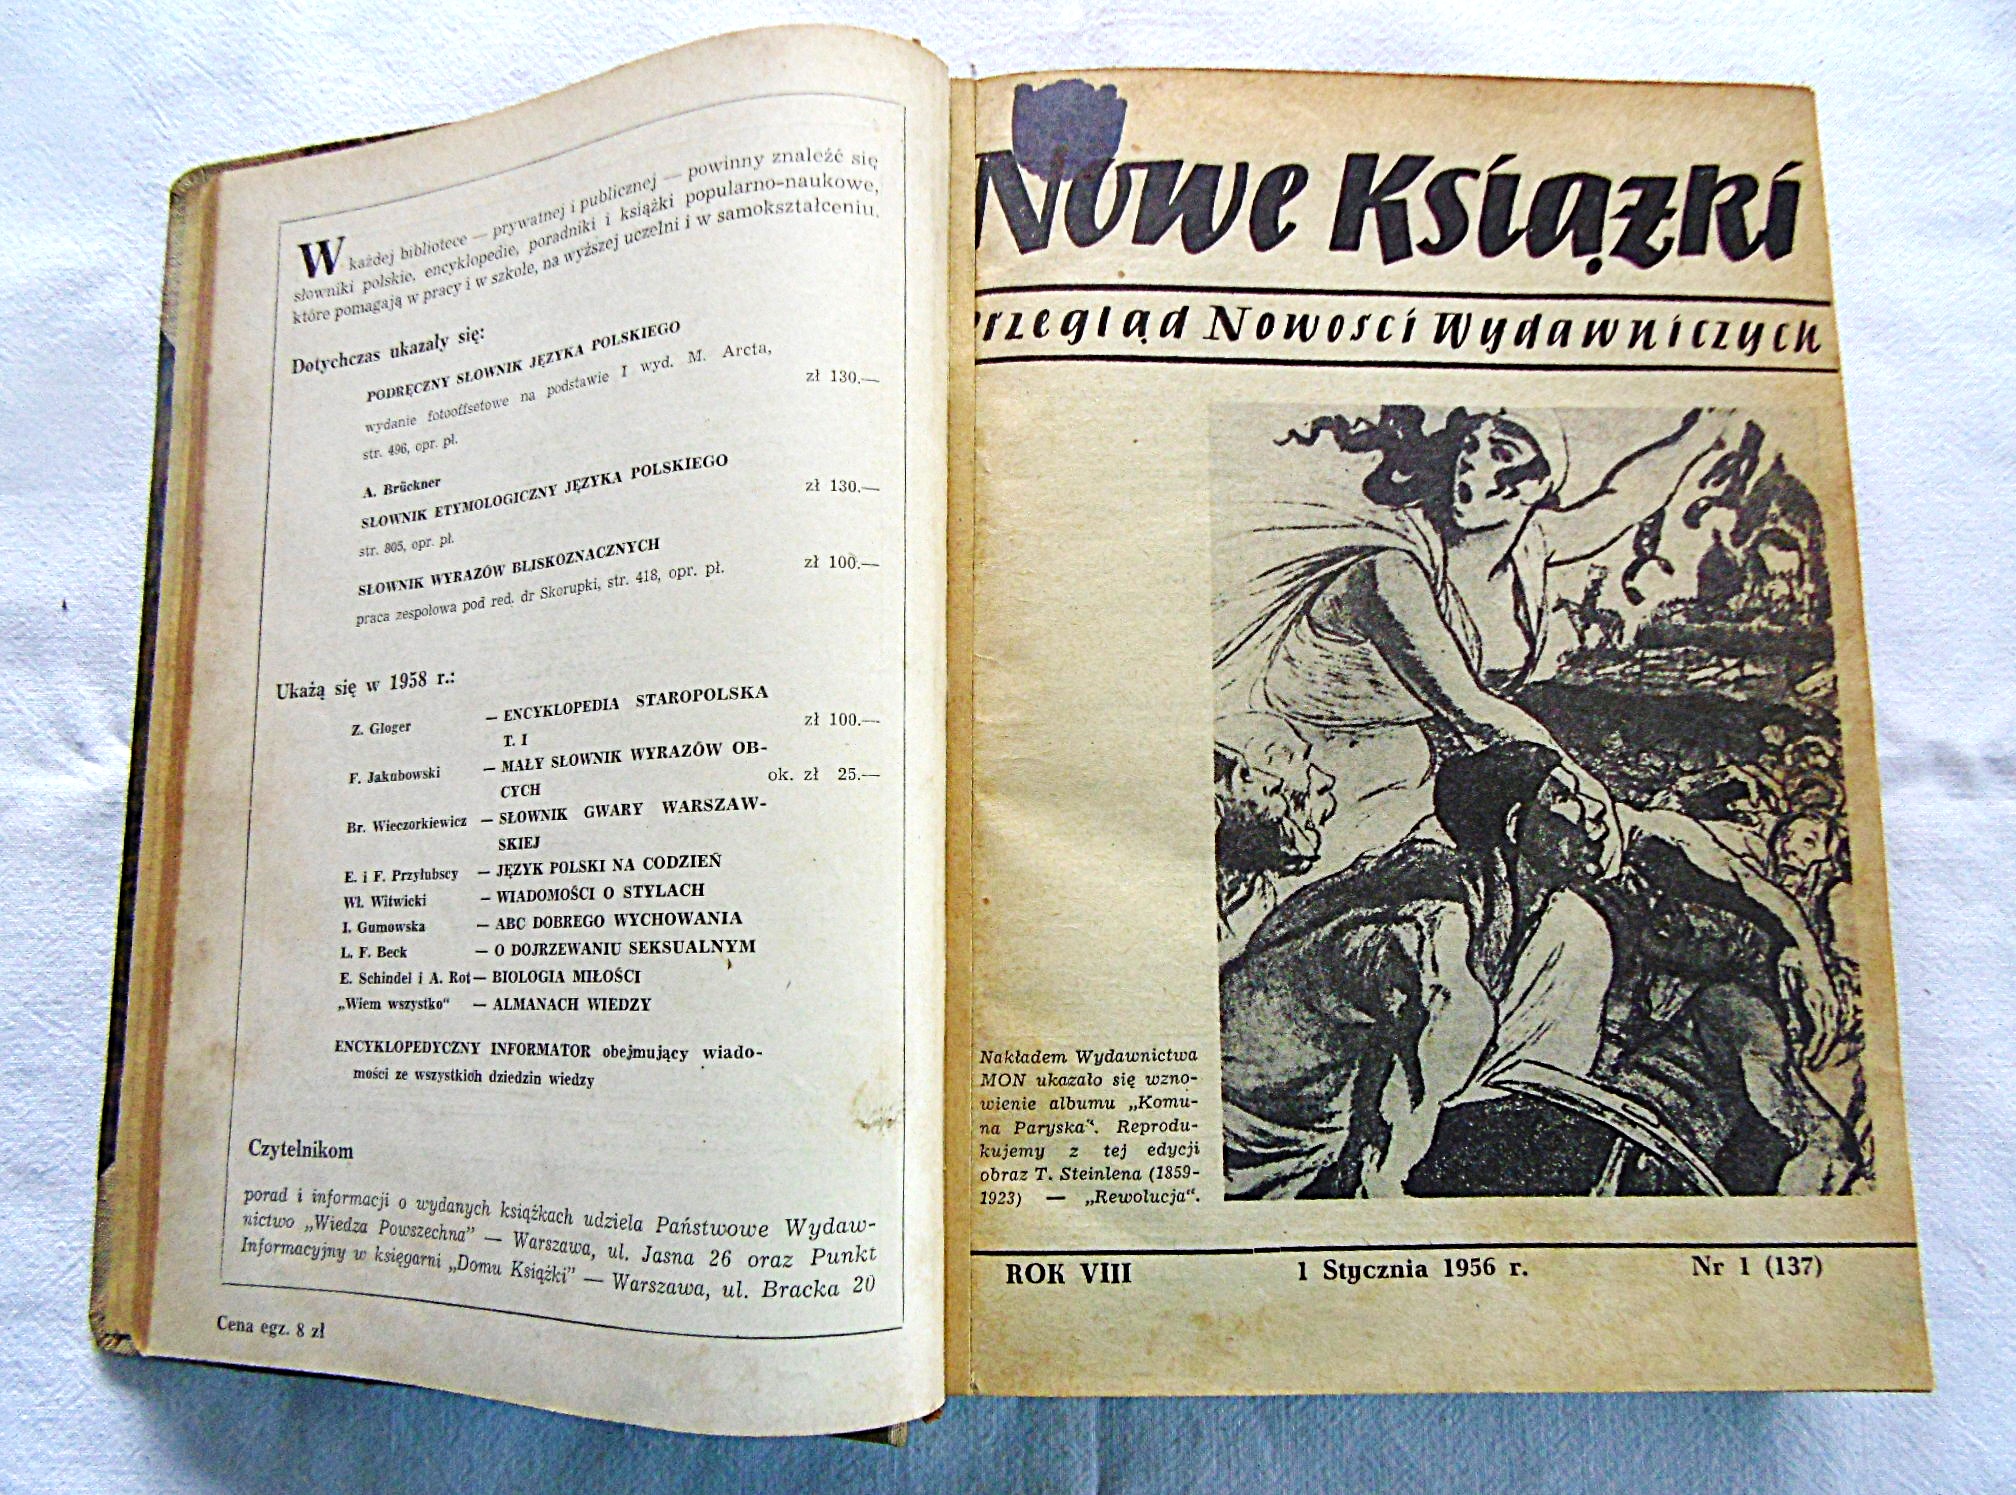 W każdej bibliotece — prywatnej i publicznej — powinny znaleźć się
słowniki polskie, encyklopedie, poradniki i książki popularno-naukowe,
które pomagają w pracy i w szkole, na wyższej uczelni i w samokształceniu.
Dotychczas ukazały się:
PODRĘCZNY SŁOWNIK JĘZYKA POLSKIEGO
wydanie fotooffsetowe na podstawie I wyd. M. Arcta, zł 130.—
str. 496, opr. pł.
A. Brückner
SŁOWNIK ETYMOLOGICZNY JĘZYKA POLSKIEGO zł 130.—
str. 805, opr. pł.
SŁOWNIK WYRAZÓW BLISKOZNACZNYCH zł 100.—
praca zespołowa pod red. dr Skorupki, str. 418, opr. pł.
Ukażą się w 1958 r.:
Z. Gloger — ENCYKLOPEDIA STAROPOLSKA
T. I zł 100.—
F. Jakubowski — MAŁY SŁOWNIK WYRAZÓW OB-
CYCH ok. zł 25.—
Br. Wieczorkiewicz — SŁOWNIK GWARY WARSZAW-
SKIEJ
E. i F. Przyłubscy — JĘZYK POLSKI NA CODZIEŃ
Wł. Witwicki — WIADOMOŚCI O STYLACH
I. Gumowska — ABC DOBREGO WYCHOWANIA
L. F. Beck — O DOJRZEWANIU SEKSUALNYM
E. Schindel i A. Rot — BIOLOGIA MIŁOŚCI
„Wiem wszystko" — ALMANACH WIEDZY
ENCYKLOPEDYCZNY INFORMATOR obejmujący wiado-
mości ze wszystkich dziedzin wiedzy
Czytelnikom
porad i informacji o wydanych książkach udziela Państwowe Wydaw-
nictwo „Wiedza Powszechna" — Warszawa, ul. Jasna 26 oraz Punkt
Informacyjny w księgarni „Domu Książki" — Warszawa, ul. Bracka 20
Cena egz. 8 zł
Nowe Książki
Przegląd Nowości Wydawniczych
Nakładem Wydawnictwa
MON ukazało się wzno-
wienie albumu „Komu-
na Paryska". Reprodu-
kujemy z tej edycji
obraz T. Steinlena (1859-
1923) — „Rewolucja".
ROK VIII 1 Stycznia 1956 r. Nr 1 (137)